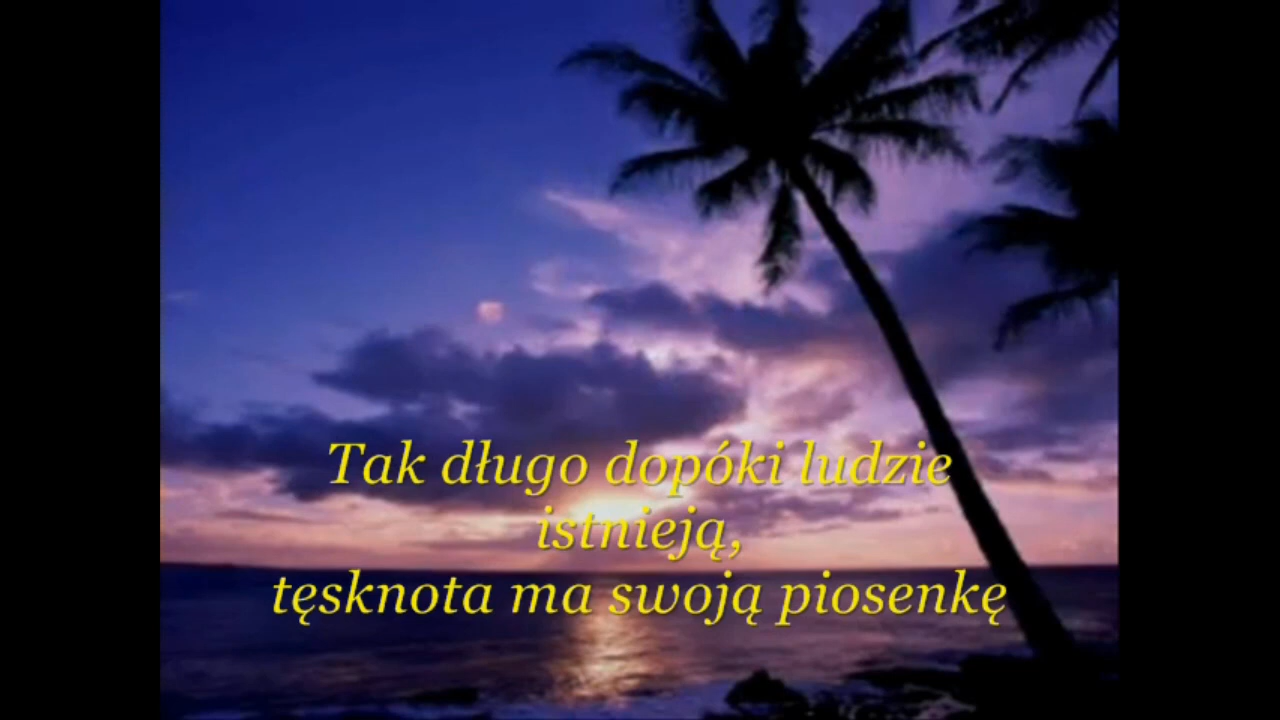 Tak długo dopóki ludzie
istnieją,
tęsknota ma swoją piosenkę